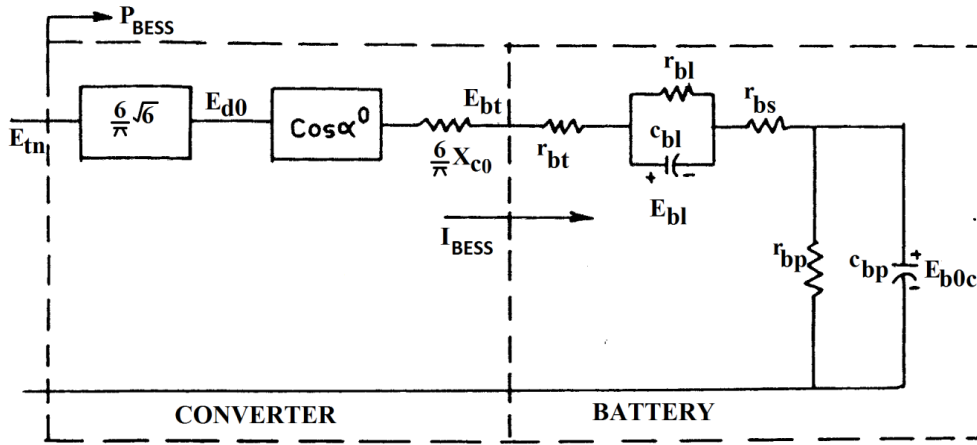 P_BESS
E_tn
6/π √6
E_d0
Cosα⁰
E_bt
6/π X_c0
r_bt
r_bl
c_bl
+ -
E_bl
r_bs
I_BESS
r_bp
c_bp
+
-
E_b0c
CONVERTER
BATTERY